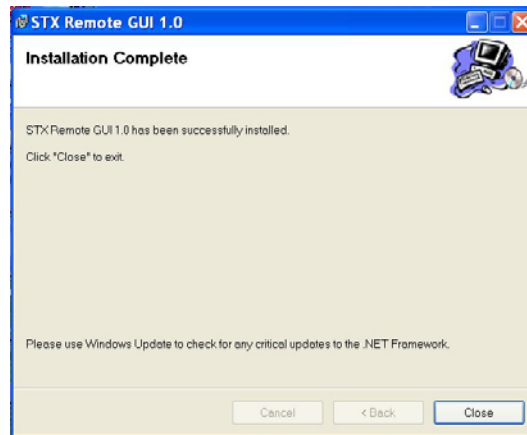 STX Remote GUI 1.0
Installation Complete
STX Remote GUI 1.0 has been successfully installed.
Click "Close" to exit.
Please use Windows Update to check for any critical updates to the .NET Framework.
Cancel
< Back
Close